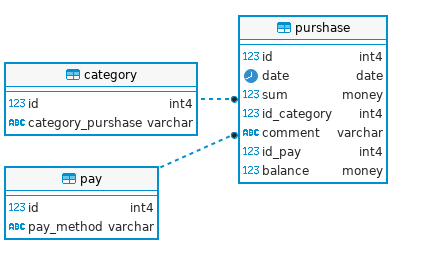 category
123 id int4
ABC category_purshase varchar
pay
123 id int4
ABC pay_method varchar
purshase
123 id int4
date date
123 sum money
123 id_category int4
ABC comment varchar
123 id_pay int4
123 balance money